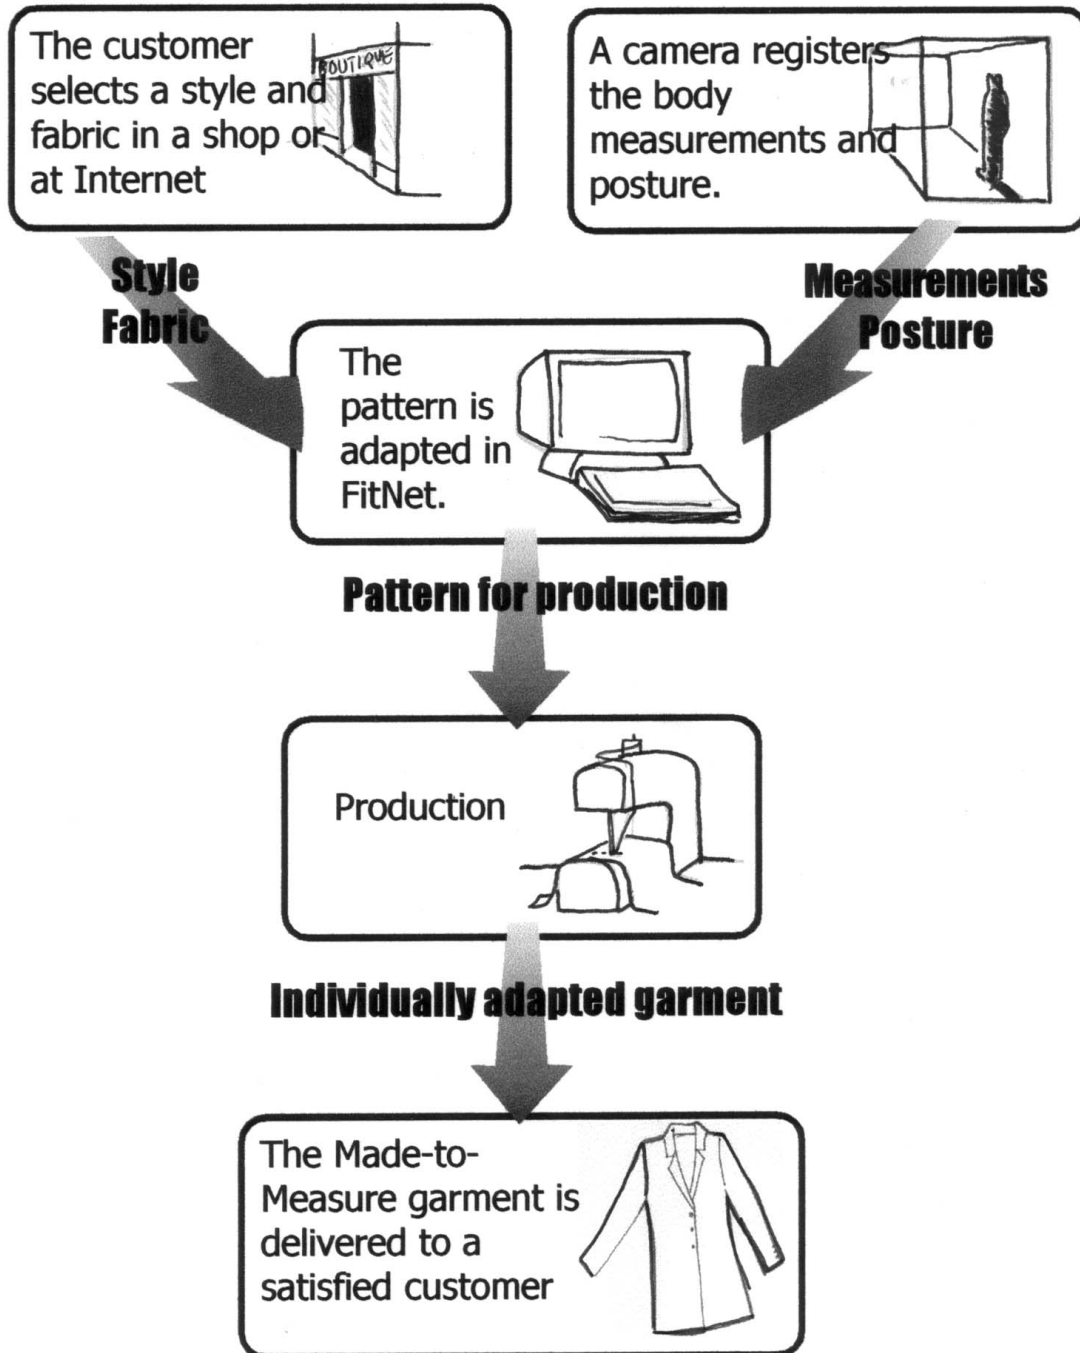 The customer
selects a style and
fabric in a shop or
at Internet
BOUTIQUE
A camera registers
the body
measurements and
posture.
Style
Fabric
Measurements
Posture
The
pattern is
adapted in
FitNet.
Pattern for production
Production
Individually adapted garment
The Made-to-
Measure garment is
delivered to a
satisfied customer